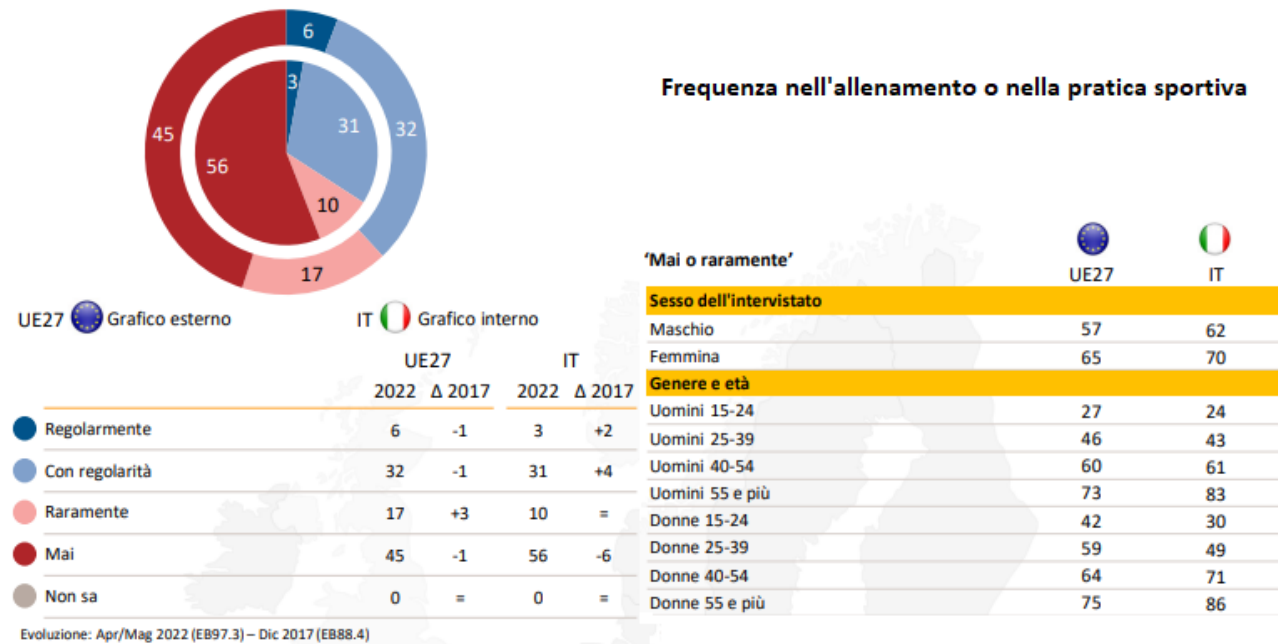 6
3
45
31
32
56
10
17
UE27 Grafico esterno IT Grafico interno
UE27 IT
2022 Δ 2017 2022 Δ 2017
Regolarmente 6 -1 3 +2
Con regolarità 32 -1 31 +4
Raramente 17 +3 10 =
Mai 45 -1 56 -6
Non sa 0 = 0 =
Evoluzione: Apr/Mag 2022 (EB97.3) – Dic 2017 (EB88.4)
Frequenza nell'allenamento o nella pratica sportiva
‘Mai o raramente’ UE27 IT
Sesso dell'intervistato
Maschio 57 62
Femmina 65 70
Genere e età
Uomini 15-24 27 24
Uomini 25-39 46 43
Uomini 40-54 60 61
Uomini 55 e più 73 83
Donne 15-24 42 30
Donne 25-39 59 49
Donne 40-54 64 71
Donne 55 e più 75 86